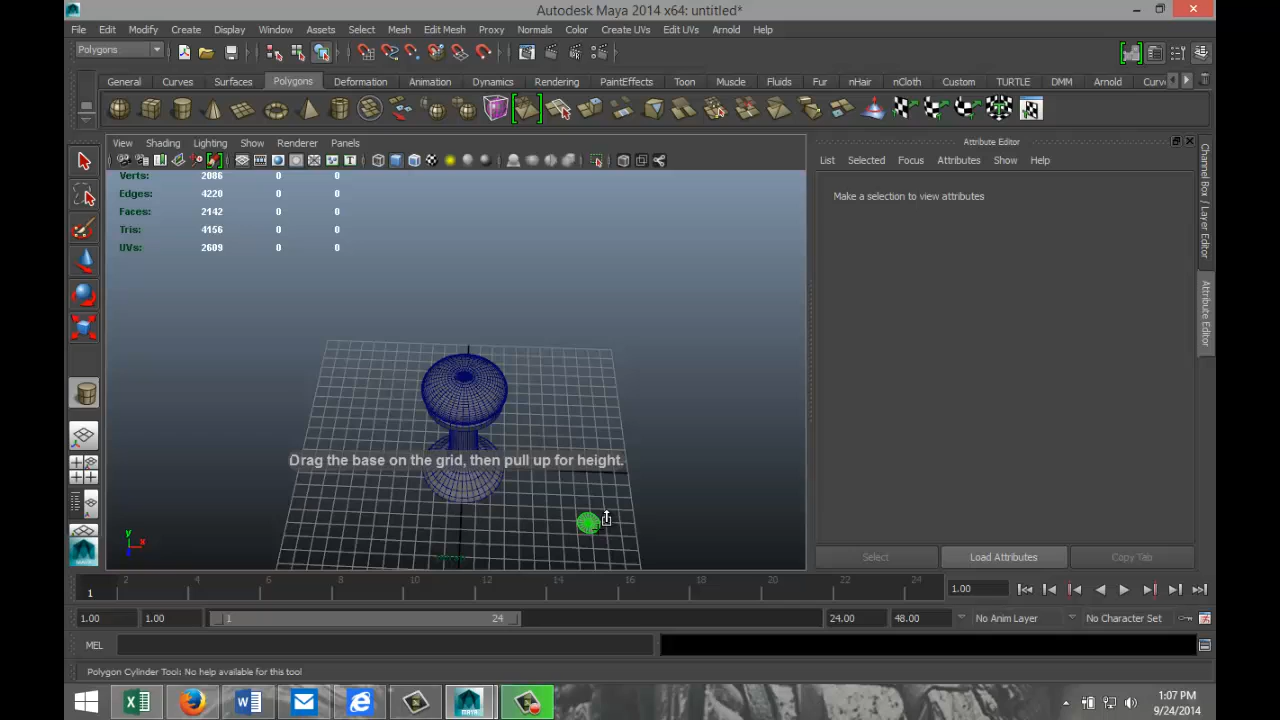 Autodesk Maya 2014 x64: untitled*
File Edit Modify Create Display Window Assets Select Mesh Edit Mesh Proxy Normals Color Create UVs Edit UVs Arnold Help
Polygons
General Curves Surfaces Polygons Deformation Animation Dynamics Rendering PaintEffects Toon Muscle Fluids Fur nHair nCloth Custom TURTLE DMM Arnold Curv
View Shading Lighting Show Renderer Panels
Attribute Editor
List Selected Focus Attributes Show Help
Verts: 2086 0 0
Edges: 4220 0 0
Faces: 2142 0 0
Tris: 4156 0 0
UVs: 2609 0 0
Make a selection to view attributes
Channel Box / Layer Editor
Attribute Editor
Drag the base on the grid, then pull up for height.
y
x
Select Load Attributes Copy Tab
2 4 6 8 10 12 14 16 18 20 22 24
1 1.00
1.00 1.00 1 24 24.00 48.00 No Anim Layer No Character Set
MEL
Polygon Cylinder Tool: No help available for this tool
MAYA
1:07 PM
9/24/2014